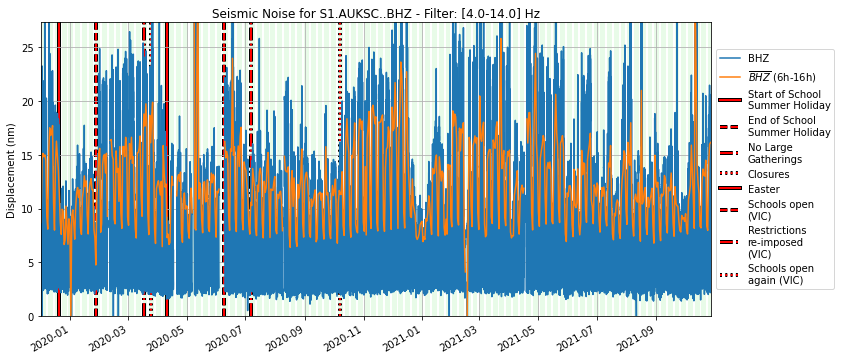 Seismic Noise for S1.AUKSC..BHZ - Filter: [4.0-14.0] Hz
Displacement (nm)
25
20
15
10
5
0
2020-01
2020-03
2020-05
2020-07
2020-09
2020-11
2021-01
2021-03
2021-05
2021-07
2021-09
BHZ
BHZ (6h-16h)
Start of School
Summer Holiday
End of School
Summer Holiday
No Large
Gatherings
Closures
Easter
Schools open
(VIC)
Restrictions
re-imposed
(VIC)
Schools open
again (VIC)